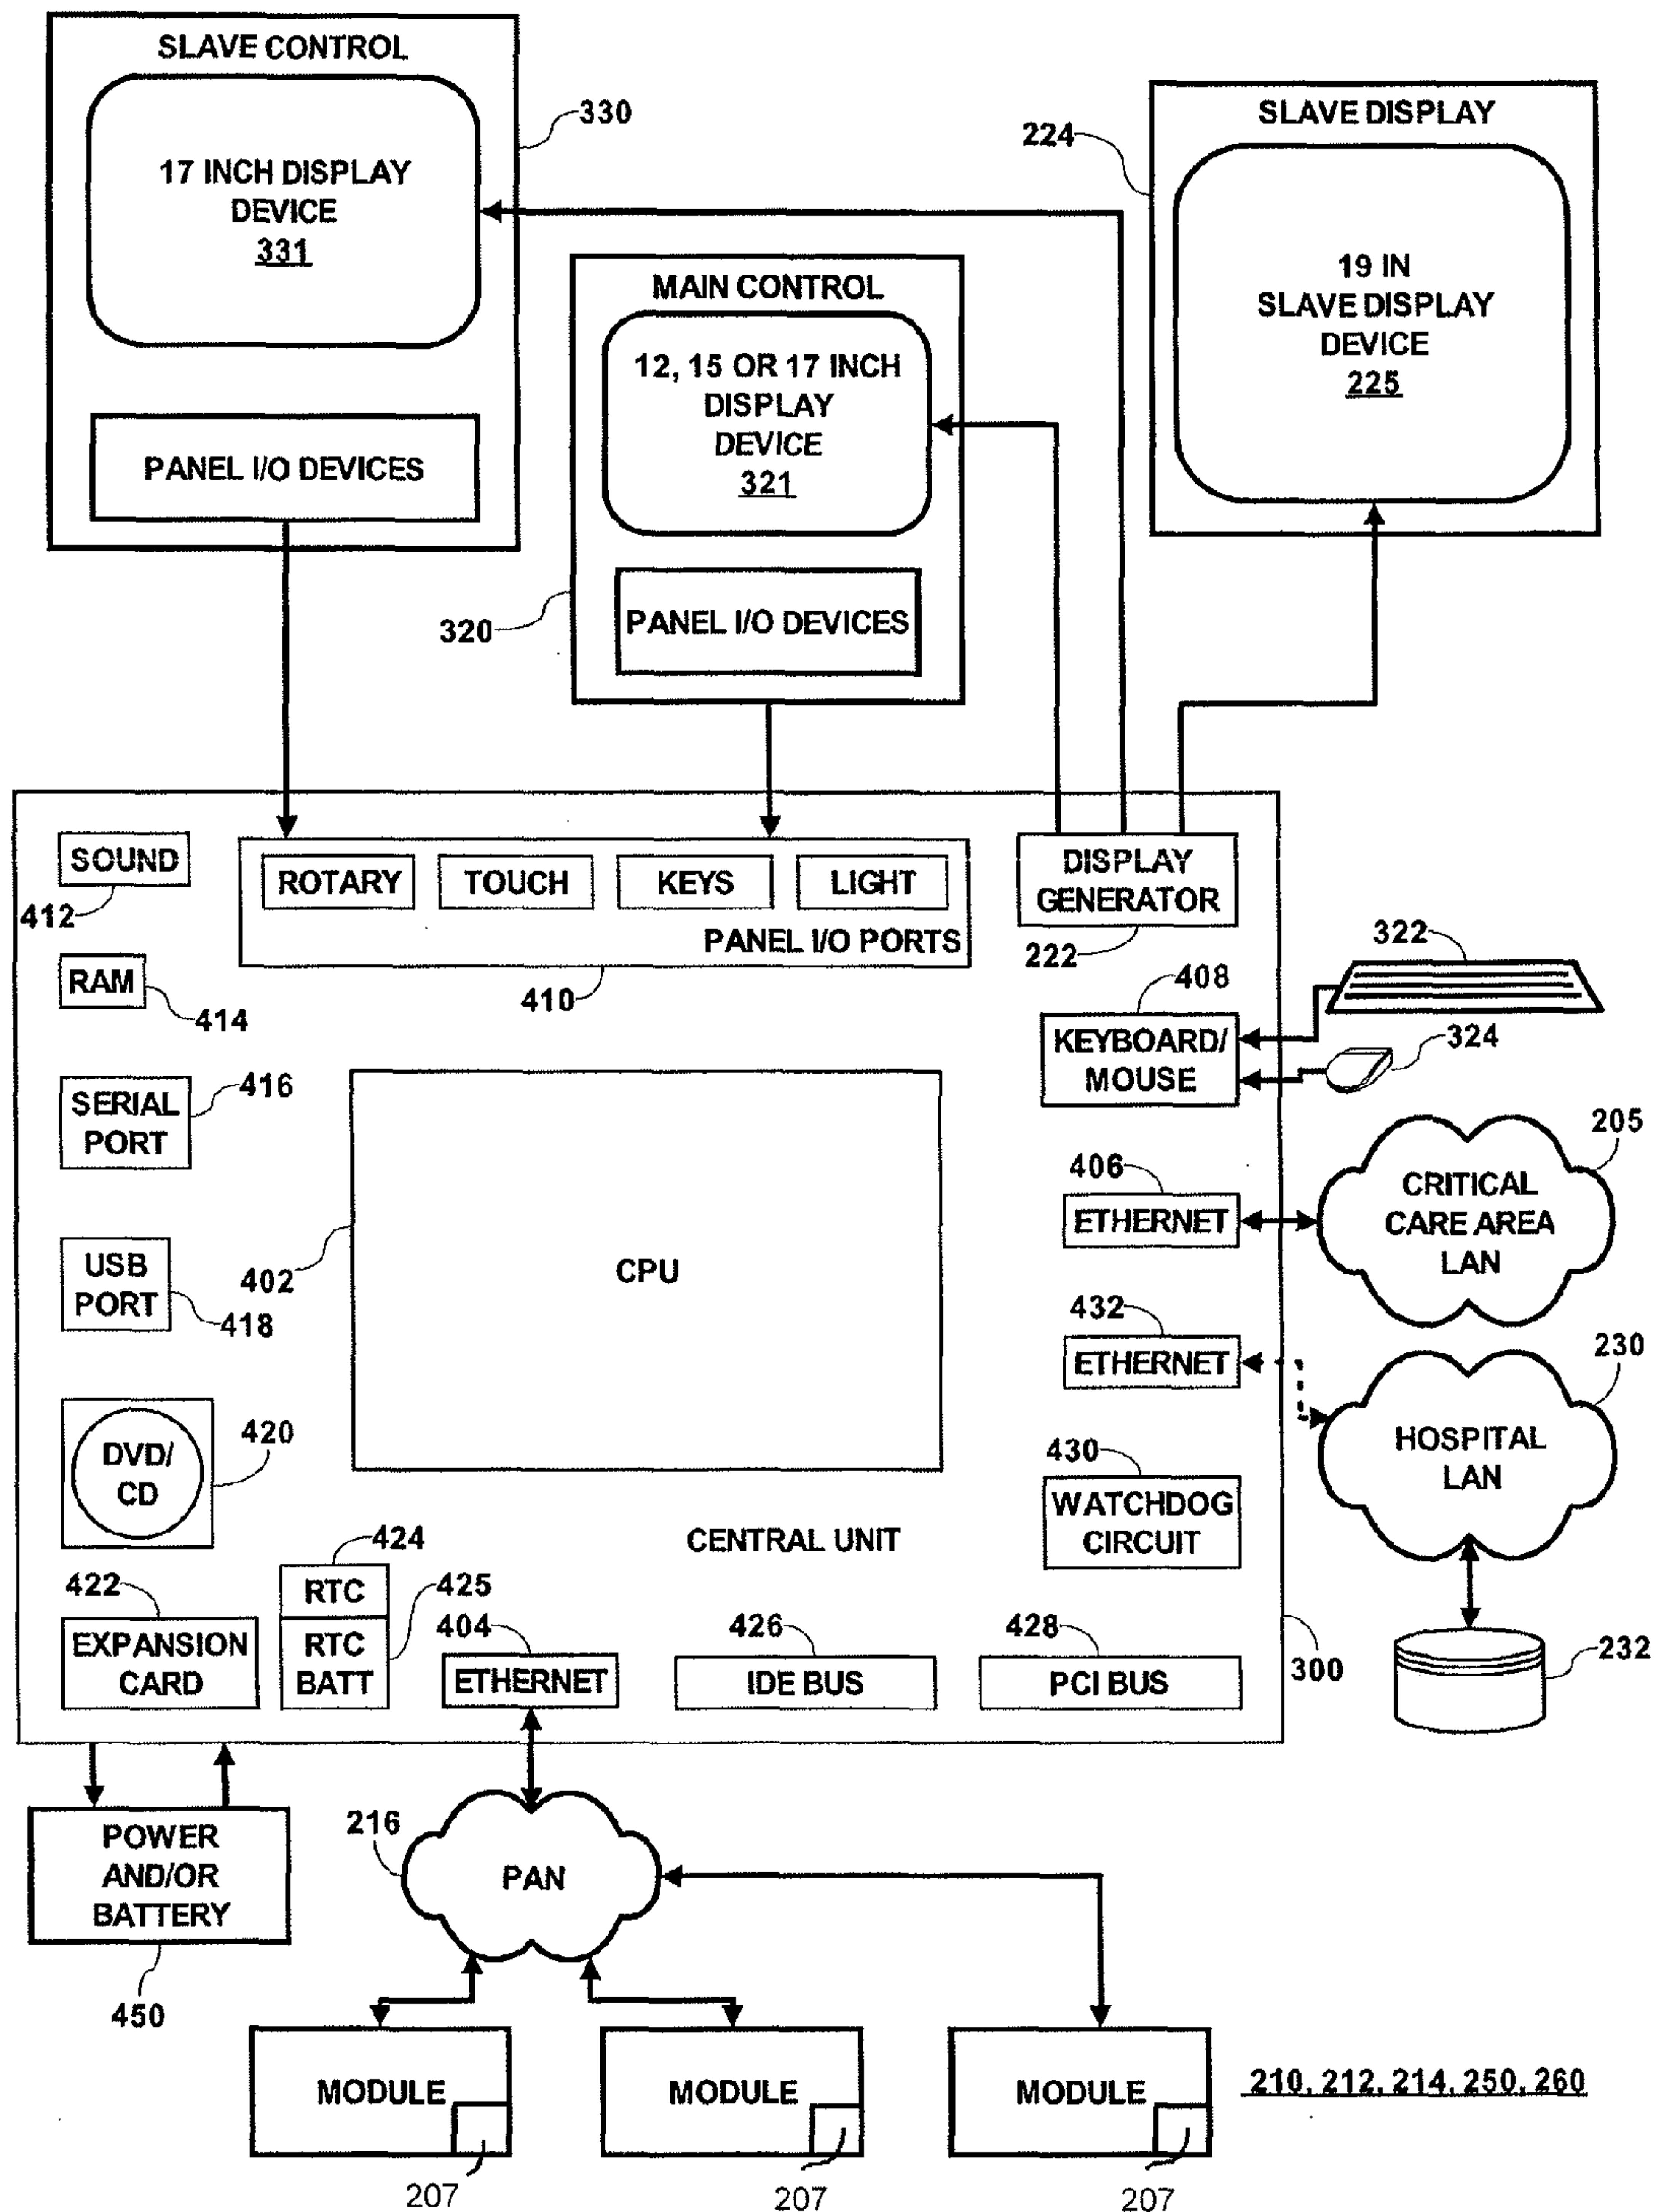 SLAVE CONTROL
17 INCH DISPLAY
DEVICE
331
PANEL I/O DEVICES
330
MAIN CONTROL
12, 15 OR 17 INCH
DISPLAY
DEVICE
321
PANEL I/O DEVICES
320
SLAVE DISPLAY
224
19 IN
SLAVE DISPLAY
DEVICE
225
SOUND
412
ROTARY
TOUCH
KEYS
LIGHT
PANEL I/O PORTS
410
DISPLAY
GENERATOR
222
RAM
414
408
KEYBOARD/
MOUSE
322
324
SERIAL
PORT
416
CPU
402
406
ETHERNET
205
CRITICAL
CARE AREA
LAN
USB
PORT
418
432
ETHERNET
230
HOSPITAL
LAN
DVD/
CD
420
430
WATCHDOG
CIRCUIT
CENTRAL UNIT
424
RTC
425
RTC
BATT
422
EXPANSION
CARD
404
ETHERNET
426
IDE BUS
428
PCI BUS
300
232
POWER
AND/OR
BATTERY
450
216
PAN
MODULE
207
MODULE
207
MODULE
207
210, 212, 214, 250, 260